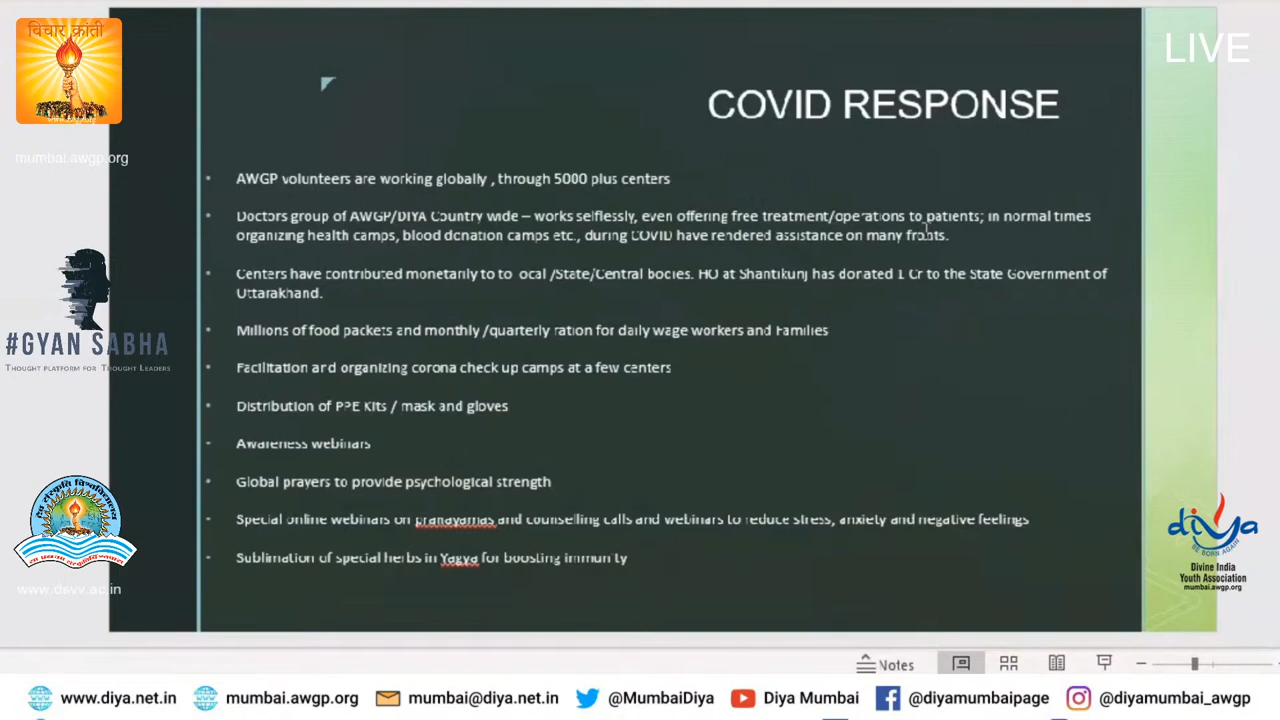 विचार क्रांती
LIVE
mumbai.awgp.org
COVID RESPONSE
• AWGP volunteers are working globally , through 5000 plus centers
• Doctors group of AWGP/DIYA Country wide – works selflessly, even offering free treatment/operations to patients; in normal times
organizing health camps, blood donation camps etc., during COVID have rendered assistance on many fronts.
• Centers have contributed monetarily to to local /State/Central bodies. HO at Shantikunj has donated 1 Cr to the State Government of
Uttarakhand.
• Millions of food packets and monthly /quarterly ration for daily wage workers and Families
• Facilitation and organizing corona check up camps at a few centers
• Distribution of PPE Kits / mask and gloves
• Awareness webinars
• Global prayers to provide psychological strength
• Special online webinars on pranayamas and counselling calls and webinars to reduce stress, anxiety and negative feelings
• Sublimation of special herbs in Yagya for boosting immunity
#GYAN SABHA
THOUGHT PLATFORM FOR THOUGHT LEADERS
देव संस्कृति विश्वविद्यालय
www.dsvv.ac.in
diya
BE BORN AGAIN
Divine India
Youth Association
mumbai.awgp.org
Notes
www.diya.net.in mumbai.awgp.org mumbai@diya.net.in @MumbaiDiya Diya Mumbai @diyamumbaipage @diyamumbai_awgp